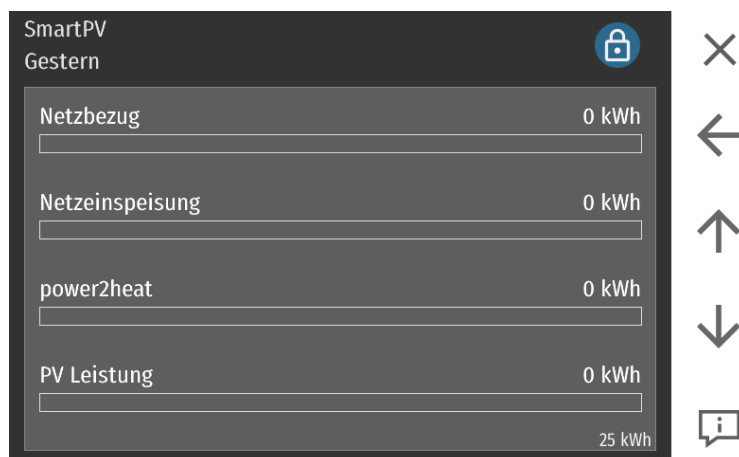 SmartPV
Gestern
Netzbezug 0 kWh
Netzeinspeisung 0 kWh
power2heat 0 kWh
PV Leistung 0 kWh
25 kWh